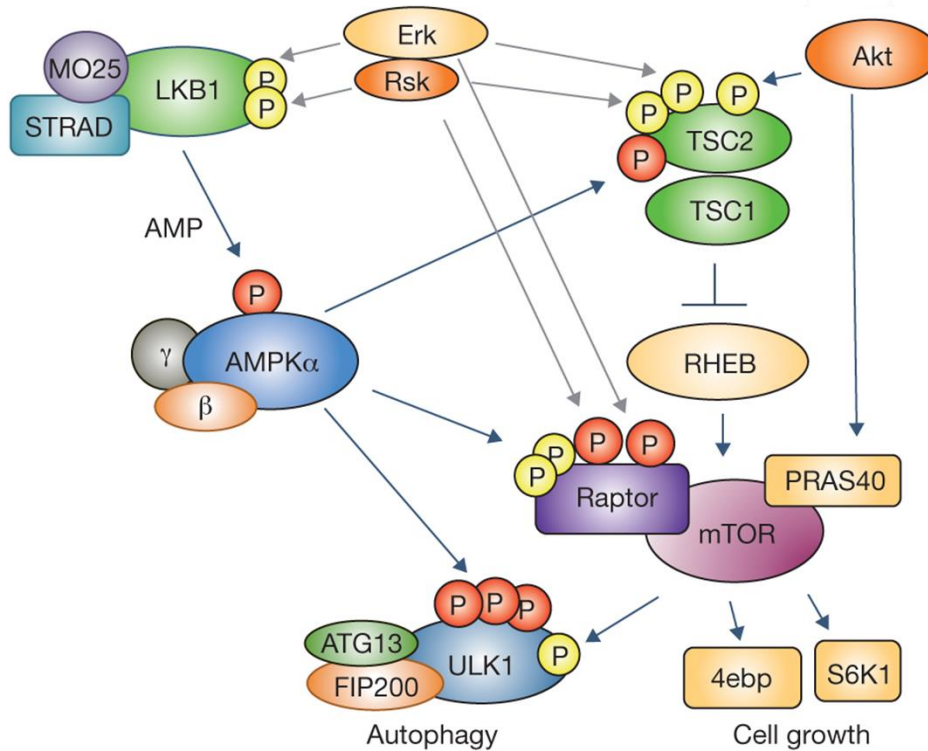 Erk
Akt
MO25
LKB1
P
Rsk
P
P
P
P
STRAD
P
TSC2
P
TSC1
AMP
P
γ
AMPKα
RHEB
β
P
P
P
P
PRAS40
Raptor
mTOR
P
P
P
ATG13
P
ULK1
FIP200
4ebp
S6K1
Autophagy
Cell growth